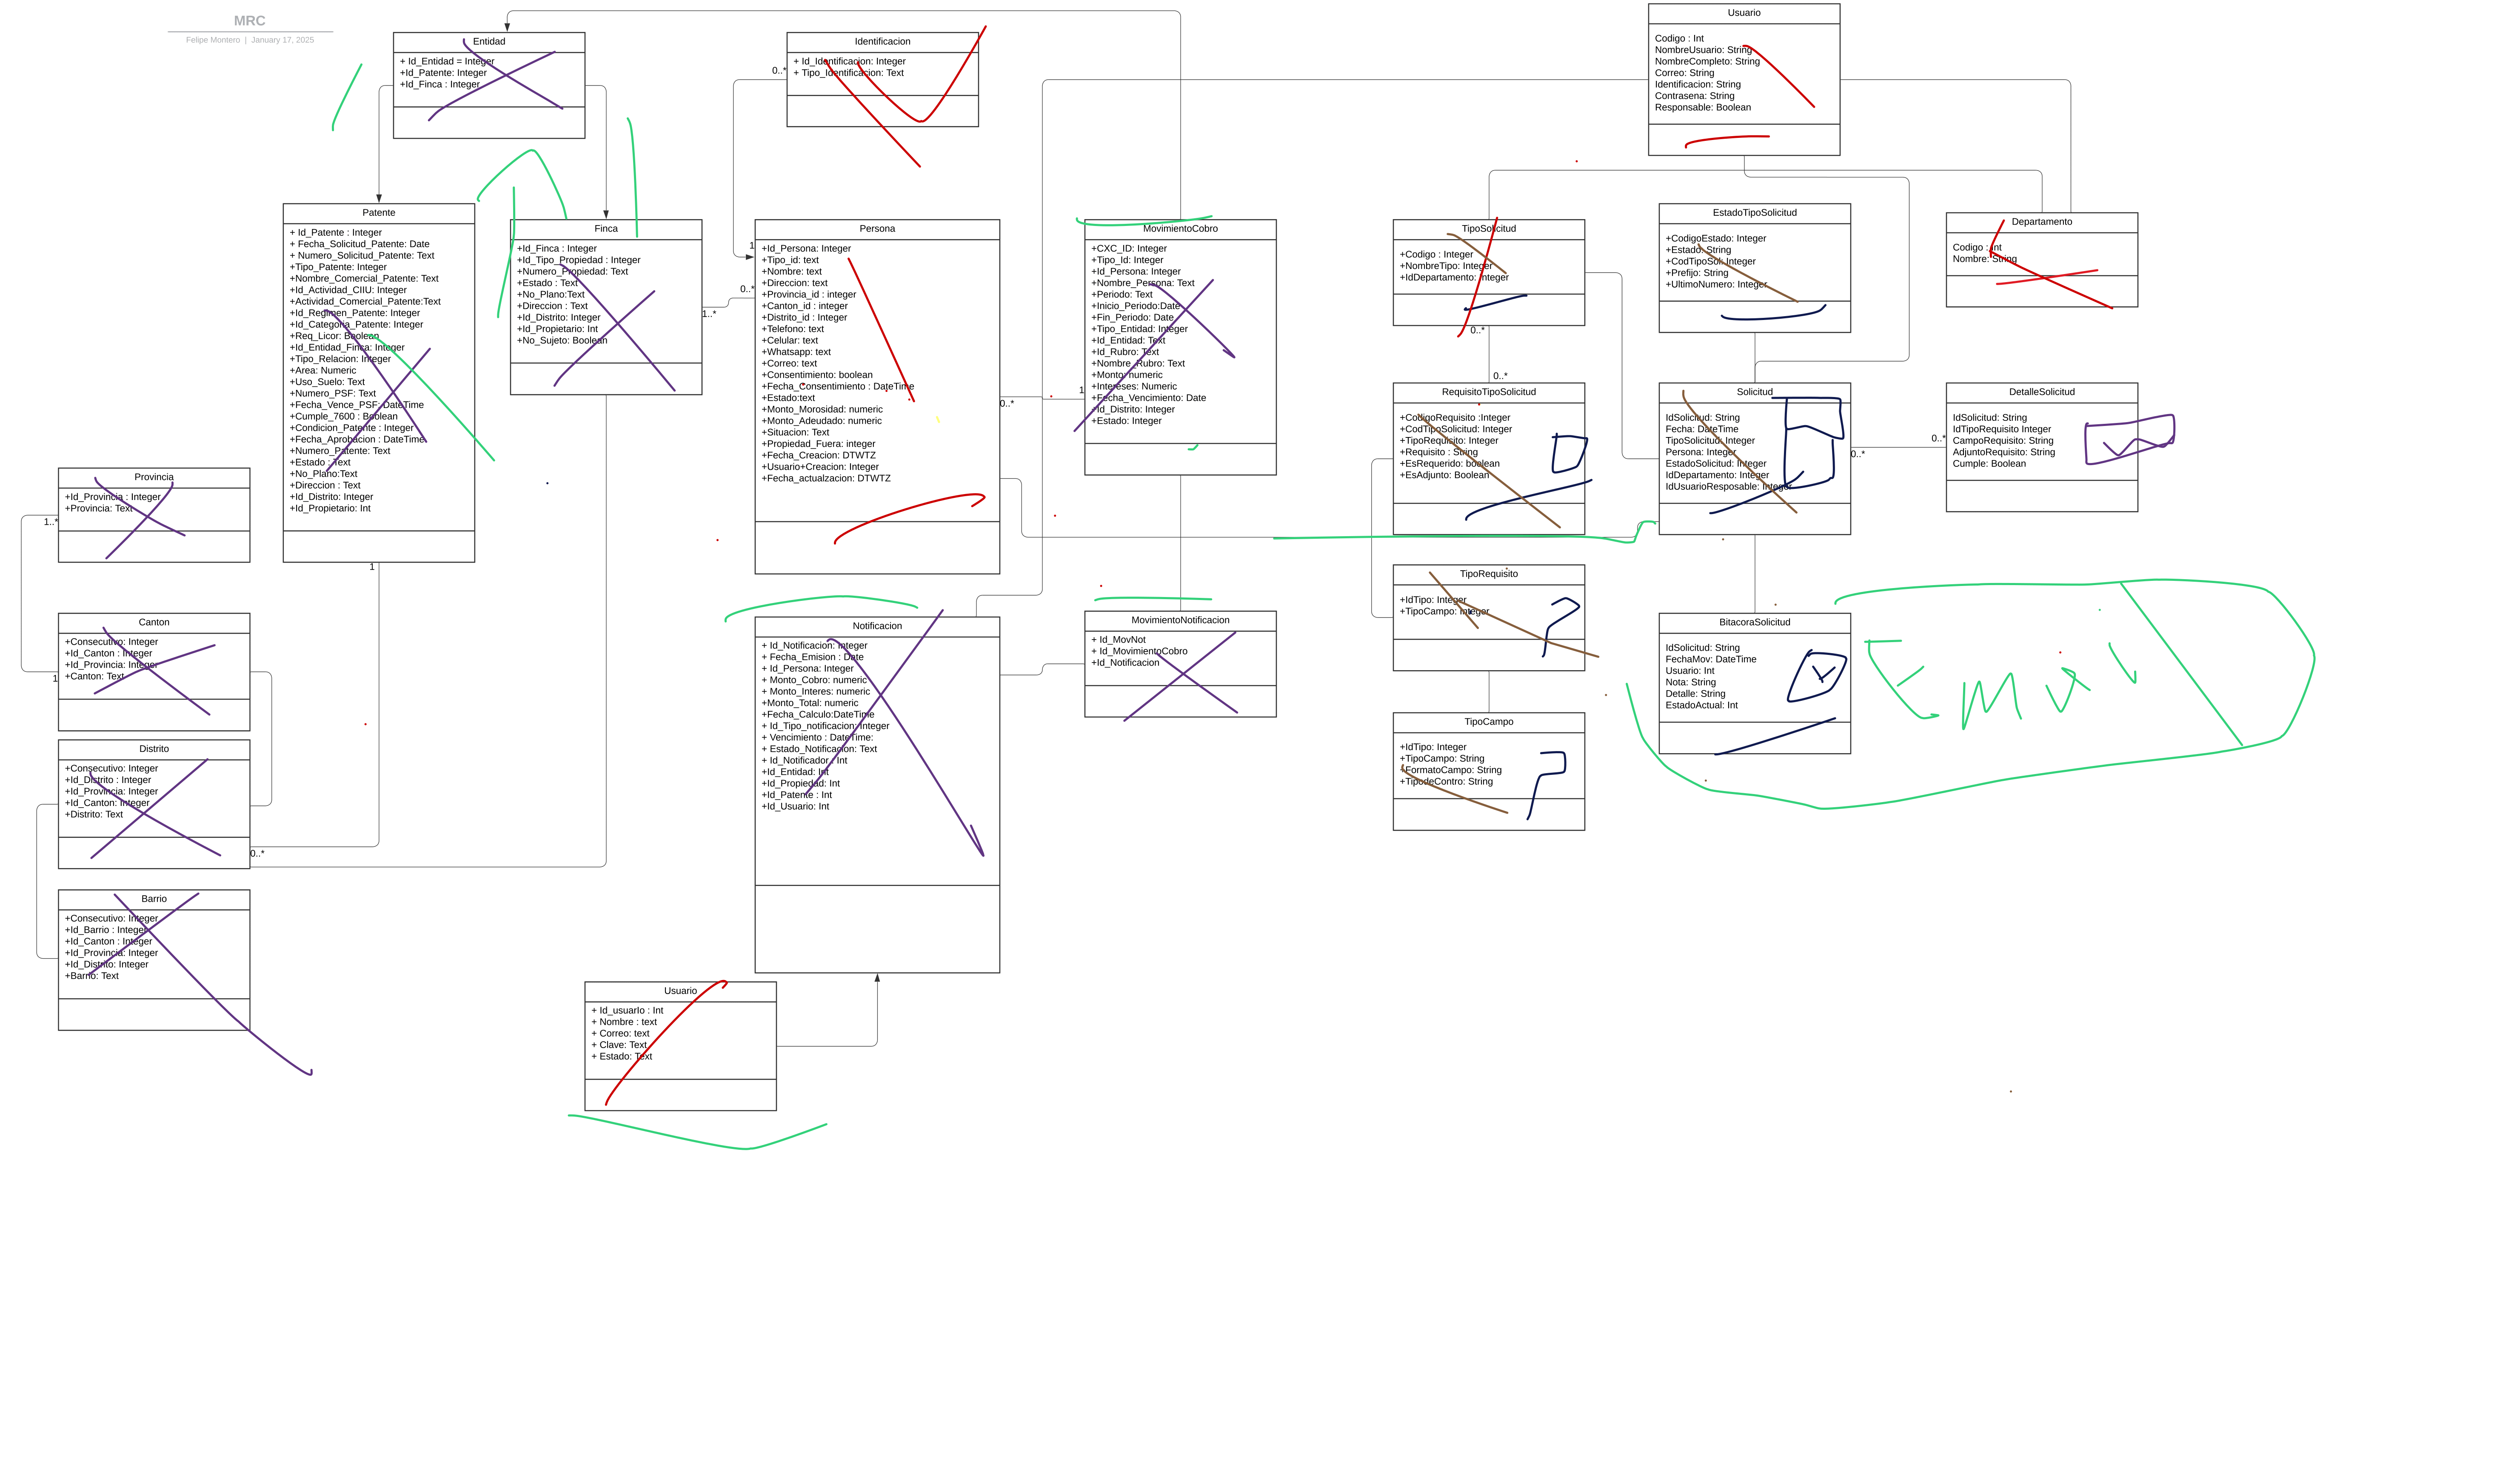 MRC
Felipe Montero | January 17, 2025
Entidad
+ Id_Entidad = Integer
+Id_Patente: Integer
+Id_Finca : Integer
Identificacion
+ Id_Identificacion: Integer
+ Tipo_Identificacion: Text
0..*
1
Usuario
Codigo : Int
NombreUsuario: String
NombreCompleto: String
Correo: String
Identificacion: String
Contrasena: String
Responsable: Boolean
Patente
+ Id_Patente : Integer
+ Fecha_Solicitud_Patente: Date
+ Numero_Solicitud_Patente: Text
+Tipo_Patente: Integer
+Nombre_Comercial_Patente: Text
+Id_Actividad_CIIU: Integer
+Actividad_Comercial_Patente:Text
+Id_Regimen_Patente: Integer
+Id_Categoria_Patente: Integer
+Req_Licor: Boolean
+Id_Entidad_Finca: Integer
+Tipo_Relacion: Integer
+Area: Numeric
+Uso_Suelo: Text
+Numero_PSF: Text
+Fecha_Vence_PSF: DateTime
+Cumple_7600 : Boolean
+Condicion_Patente : Integer
+Fecha_Aprobacion : DateTime
+Numero_Patente: Text
+Estado : Text
+No_Plano:Text
+Direccion : Text
+Id_Distrito: Integer
+Id_Propietario: Int
1
Finca
+Id_Finca : Integer
+Id_Tipo_Propiedad : Integer
+Numero_Propiedad: Text
+Estado : Text
+No_Plano:Text
+Direccion : Text
+Id_Distrito: Integer
+Id_Propietario: Int
+No_Sujeto: Boolean
1..*
0..*
Persona
+Id_Persona: Integer
+Tipo_id: text
+Nombre: text
+Direccion: text
+Provincia_id : integer
+Canton_id : integer
+Distrito_id : Integer
+Telefono: text
+Celular: text
+Whatsapp: text
+Correo: text
+Consentimiento: boolean
+Fecha_Consentimiento : DateTime
+Estado:text
+Monto_Morosidad: numeric
+Monto_Adeudado: numeric
+Situacion: Text
+Propiedad_Fuera: integer
+Fecha_Creacion: DTWTZ
+Usuario+Creacion: Integer
+Fecha_actualzacion: DTWTZ
0..*
1
MovimientoCobro
+CXC_ID: Integer
+Tipo_Id: Integer
+Id_Persona: Integer
+Nombre_Persona: Text
+Periodo: Text
+Inicio_Periodo:Date
+Fin_Periodo: Date
+Tipo_Entidad: Integer
+Id_Entidad: Text
+Id_Rubro: Text
+Nombre_Rubro: Text
+Monto: numeric
+Intereses: Numeric
+Fecha_Vencimiento: Date
+Id_Distrito: Integer
+Estado: Integer
TipoSolicitud
+Codigo : Integer
+NombreTipo: Integer
+IdDepartamento: Integer
0..*
0..*
EstadoTipoSolicitud
+CodigoEstado: Integer
+Estado: String
+CodTipoSol: Integer
+Prefijo: String
+UltimoNumero: Integer
Departamento
Codigo : Int
Nombre: String
RequisitoTipoSolicitud
+CodigoRequisito :Integer
+CodTipoSolicitud: Integer
+TipoRequisito: Integer
+Requisito : String
+EsRequerido: boolean
+EsAdjunto: Boolean
Solicitud
IdSolicitud: String
Fecha: DateTime
TipoSolicitud: Integer
Persona: Integer
EstadoSolicitud: Integer
IdDepartamento: Integer
IdUsuarioResposable: Integer
0..*
0..*
DetalleSolicitud
IdSolicitud: String
IdTipoRequisito Integer
CampoRequisito: String
AdjuntoRequisito: String
Cumple: Boolean
Provincia
+Id_Provincia : Integer
+Provincia: Text
1..*
1
Canton
+Consecutivo: Integer
+Id_Canton : Integer
+Id_Provincia: Integer
+Canton: Text
Distrito
+Consecutivo: Integer
+Id_Distrito : Integer
+Id_Provincia: Integer
+Id_Canton: Integer
+Distrito: Text
0..*
Barrio
+Consecutivo: Integer
+Id_Barrio : Integer
+Id_Canton : Integer
+Id_Provincia: Integer
+Id_Distrito: Integer
+Barrio: Text
Notificacion
+ Id_Notificacion: Integer
+ Fecha_Emision : Date
+ Id_Persona: Integer
+ Monto_Cobro: numeric
+ Monto_Interes: numeric
+Monto_Total: numeric
+Fecha_Calculo:DateTime
+ Id_Tipo_notificacion: Integer
+ Vencimiento : DateTime:
+ Estado_Notificacion: Text
+ Id_Notificador : Int
+Id_Entidad: Int
+Id_Propiedad: Int
+Id_Patente : Int
+Id_Usuario: Int
MovimientoNotificacion
+ Id_MovNot
+ Id_MovimientoCobro
+Id_Notificacion
TipoRequisito
+IdTipo: Integer
+TipoCampo: Integer
TipoCampo
+IdTipo: Integer
+TipoCampo: String
+FormatoCampo: String
+TipodeContro: String
BitacoraSolicitud
IdSolicitud: String
FechaMov: DateTime
Usuario: Int
Nota: String
Detalle: String
EstadoActual: Int
Usuario
+ Id_usuarIo : Int
+ Nombre : text
+ Correo: text
+ Clave: Text
+ Estado: Text